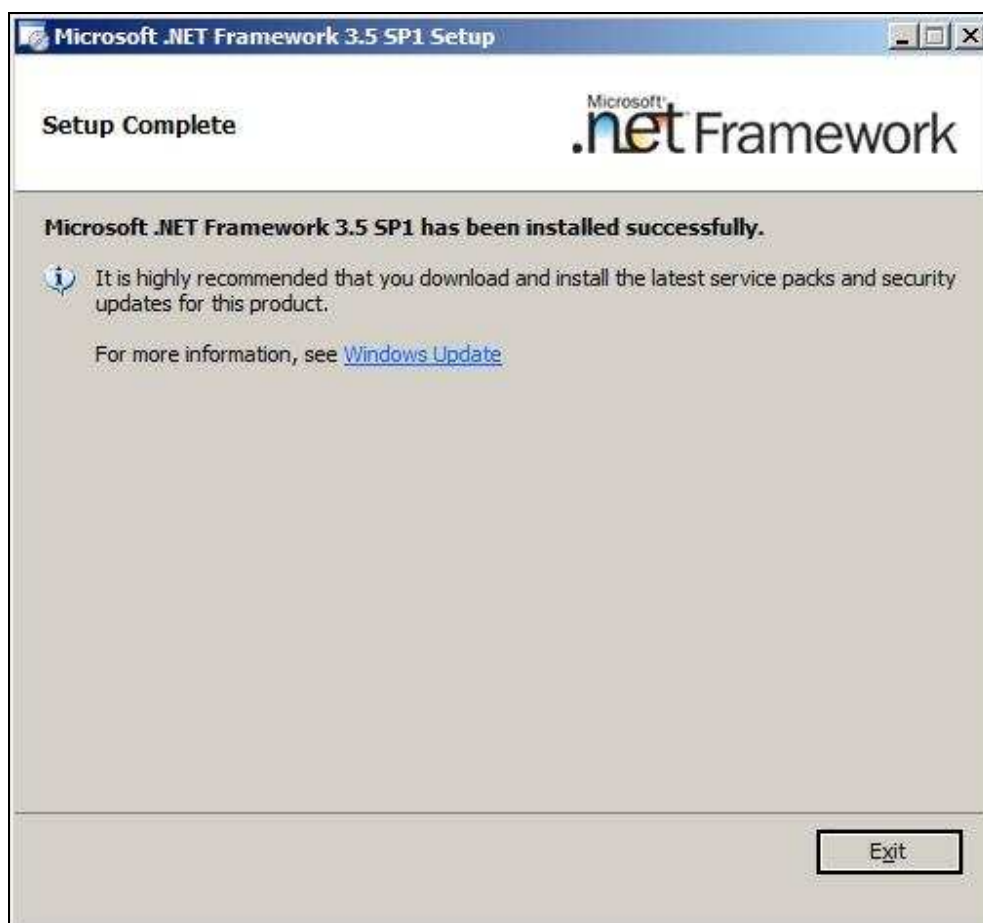 Microsoft .NET Framework 3.5 SP1 Setup
Setup Complete
Microsoft
.net Framework
Microsoft .NET Framework 3.5 SP1 has been installed successfully.
It is highly recommended that you download and install the latest service packs and security
updates for this product.
For more information, see Windows Update
Exit